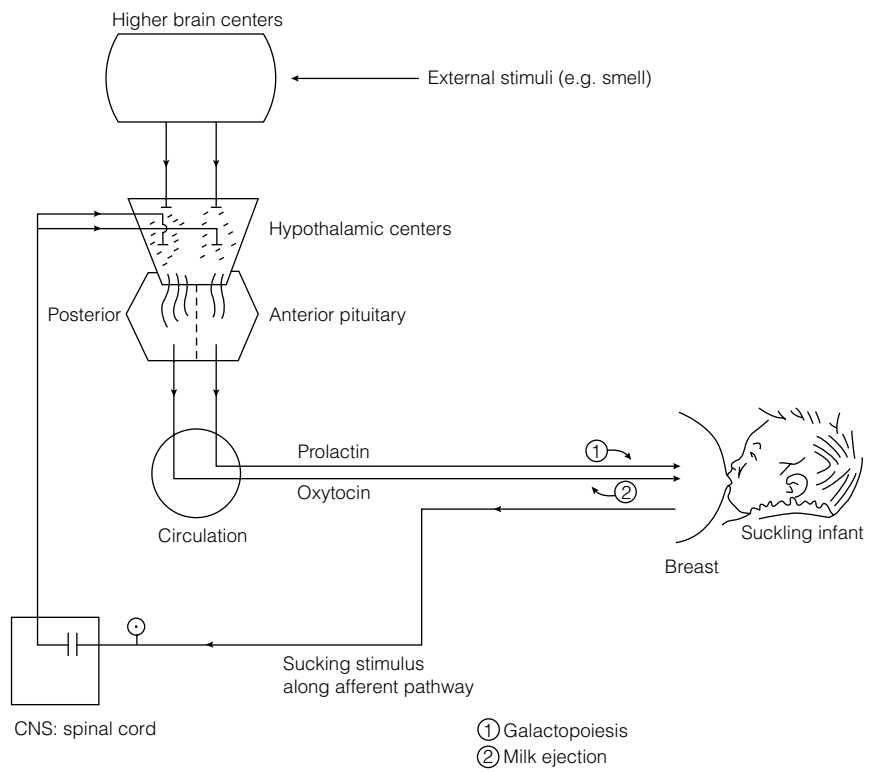 Higher brain centers
External stimuli (e.g. smell)
Hypothalamic centers
Posterior
Anterior pituitary
Prolactin
1
Oxytocin
2
Circulation
Suckling infant
Breast
Sucking stimulus
along afferent pathway
CNS: spinal cord
1 Galactopoiesis
2 Milk ejection